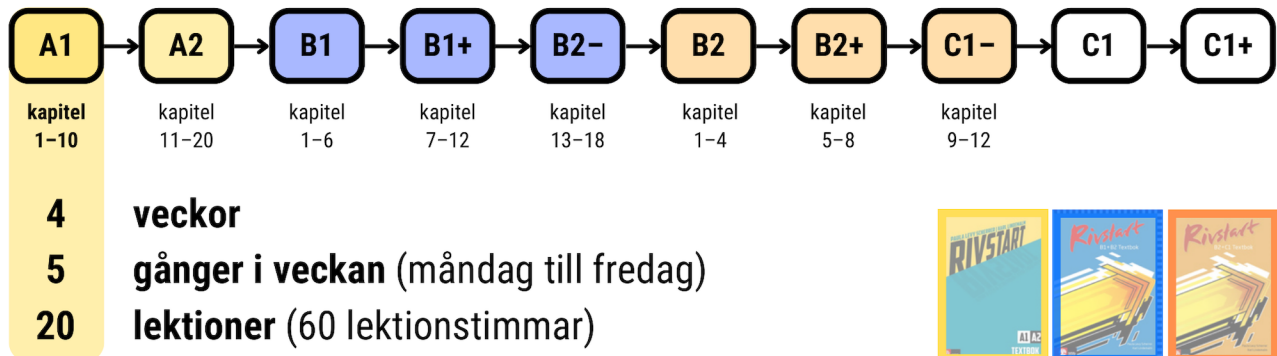 A1 A2 B1 B1+ B2− B2 B2+ C1− C1 C1+
kapitel kapitel kapitel kapitel kapitel kapitel kapitel kapitel
1–10 11–20 1–6 7–12 13–18 1–4 5–8 9–12
4 veckor
5 gånger i veckan (måndag till fredag)
20 lektioner (60 lektionstimmar)
RIVSTART
A1 A2
TEXTBOK
Rivstart
B1–B2 Textbok
Rivstart
B2–C1 Textbok